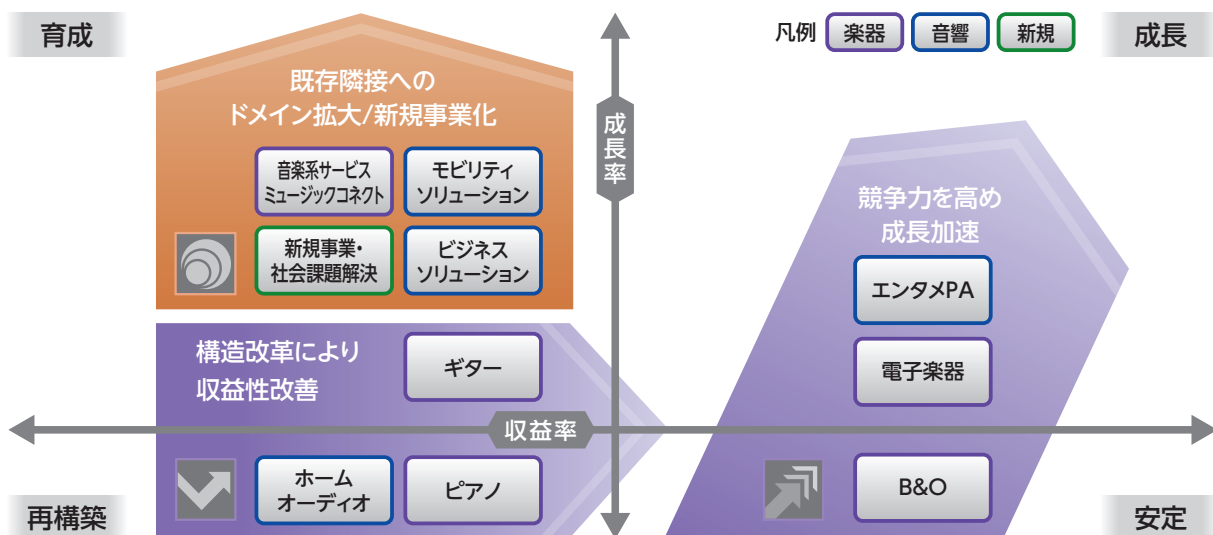 育成
凡例
楽器
音響
新規
成長
既存隣接への
ドメイン拡大/新規事業化
音楽系サービス
ミュージックコネクト
モビリティ
ソリューション
新規事業・
社会課題解決
ビジネス
ソリューション
成長率
競争力を高め
成長加速
エンタメPA
電子楽器
構造改革により
収益性改善
ギター
収益率
ホーム
オーディオ
ピアノ
B&O
再構築
安定